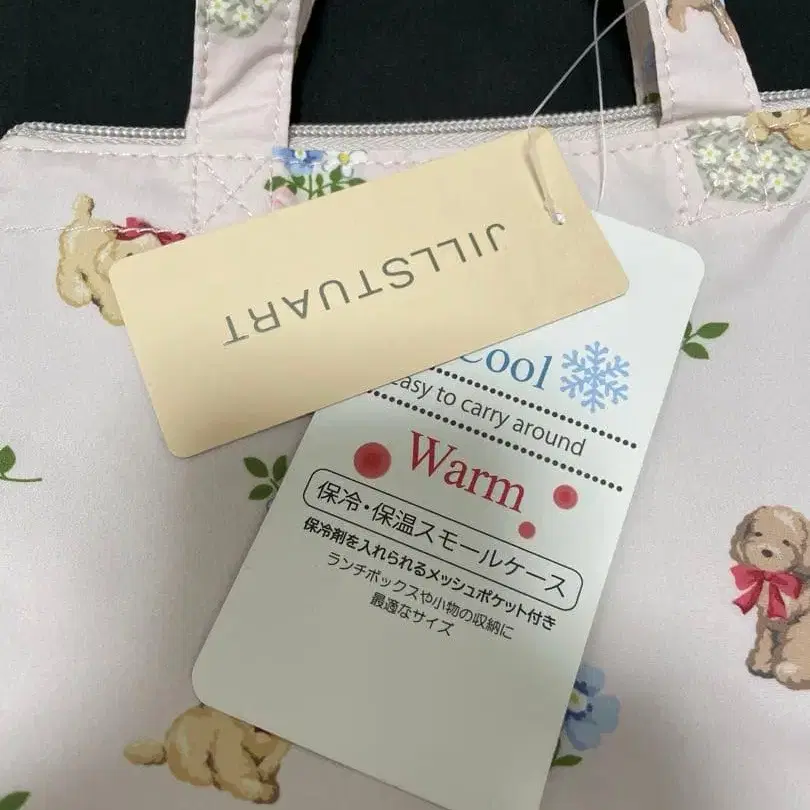 JILLSTUART
Cool
Easy to carry around
Warm
保冷・保温スモールケース
保冷剤を入れられるメッシュポケット付き
ランチボックスや小物の収納に
最適なサイズ